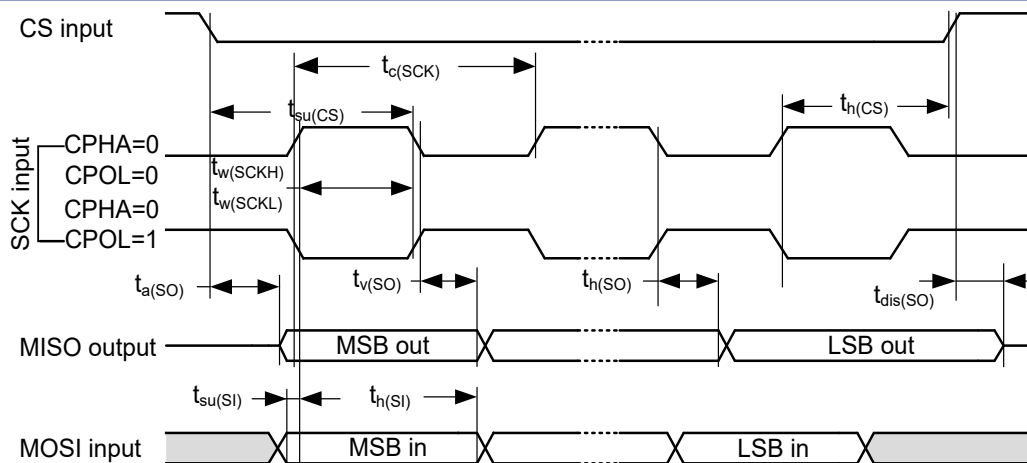 CS input
tc(SCK)
tsu(CS)
th(CS)
SCK input
CPHA=0
CPOL=0
CPHA=0
CPOL=1
tw(SCKH)
tw(SCKL)
ta(SO)
tv(SO)
th(SO)
tdis(SO)
MISO output
MSB out
LSB out
tsu(SI)
th(SI)
MOSI input
MSB in
LSB in